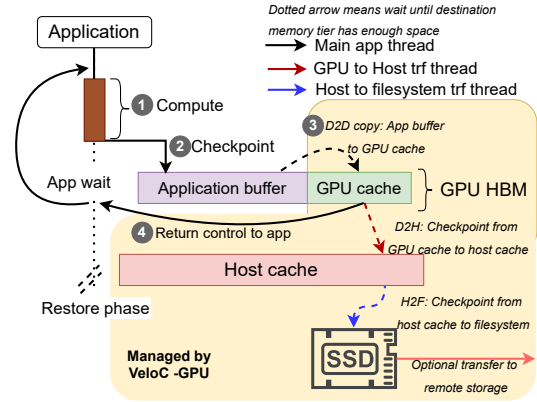 Dotted arrow means wait until destination
memory tier has enough space
Application
Main app thread
GPU to Host trf thread
Host to filesystem trf thread
1 Compute
2 Checkpoint
3 D2D copy: App buffer
to GPU cache
App wait
Application buffer
GPU cache
GPU HBM
4 Return control to app
D2H: Checkpoint from
GPU cache to host cache
Host cache
Restore phase
H2F: Checkpoint from
host cache to filesystem
SSD
Managed by
VeloC -GPU
Optional transfer to
remote storage